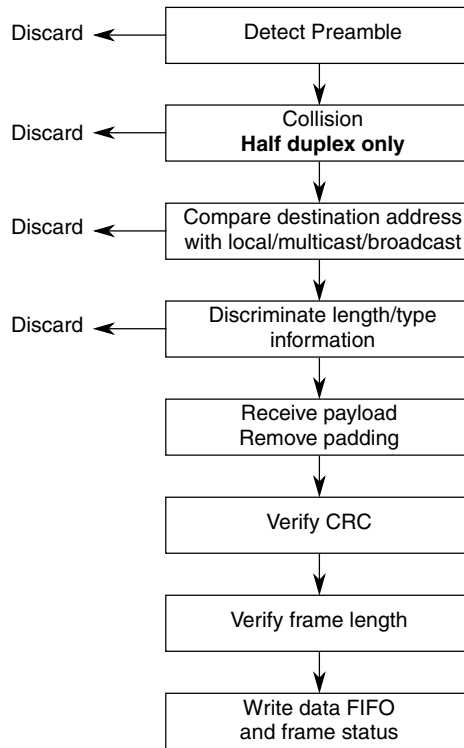 Discard
Detect Preamble
Discard
Collision
Half duplex only
Discard
Compare destination address
with local/multicast/broadcast
Discard
Discriminate length/type
information
Receive payload
Remove padding
Verify CRC
Verify frame length
Write data FIFO
and frame status